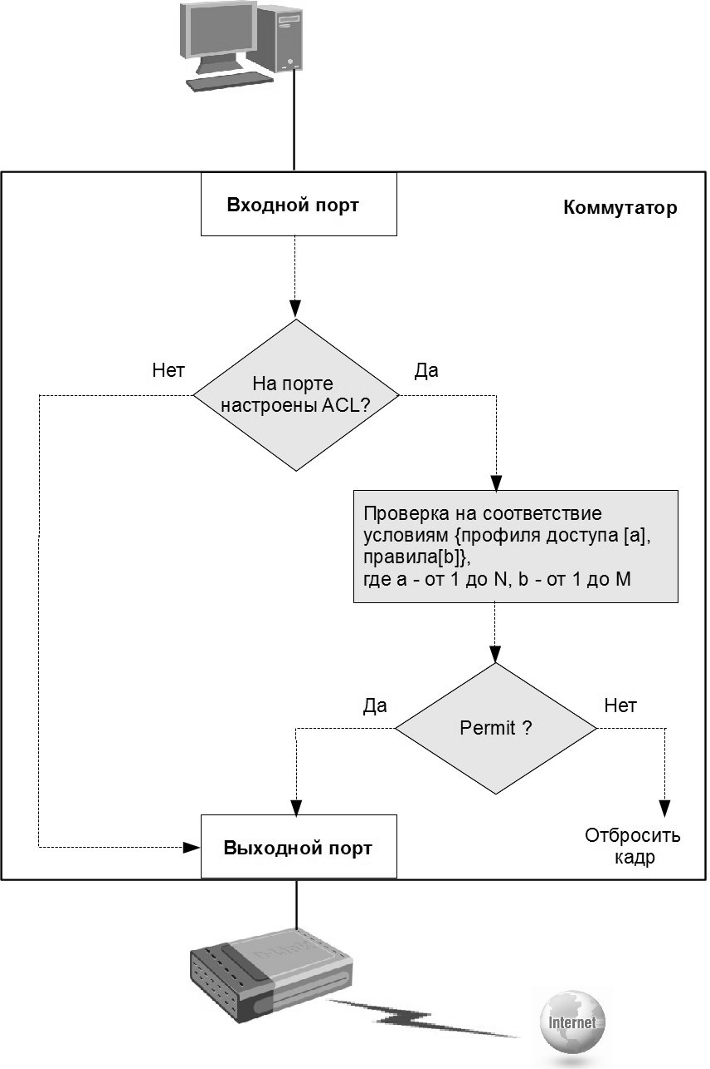 Входной порт
Коммутатор
Нет
Да
На порте
настроены ACL?
Проверка на соответствие
условиям {профиля доступа [a],
правила[b]},
где a - от 1 до N, b - от 1 до M
Да
Нет
Permit ?
Выходной порт
Отбросить
кадр
D-Link
Internet